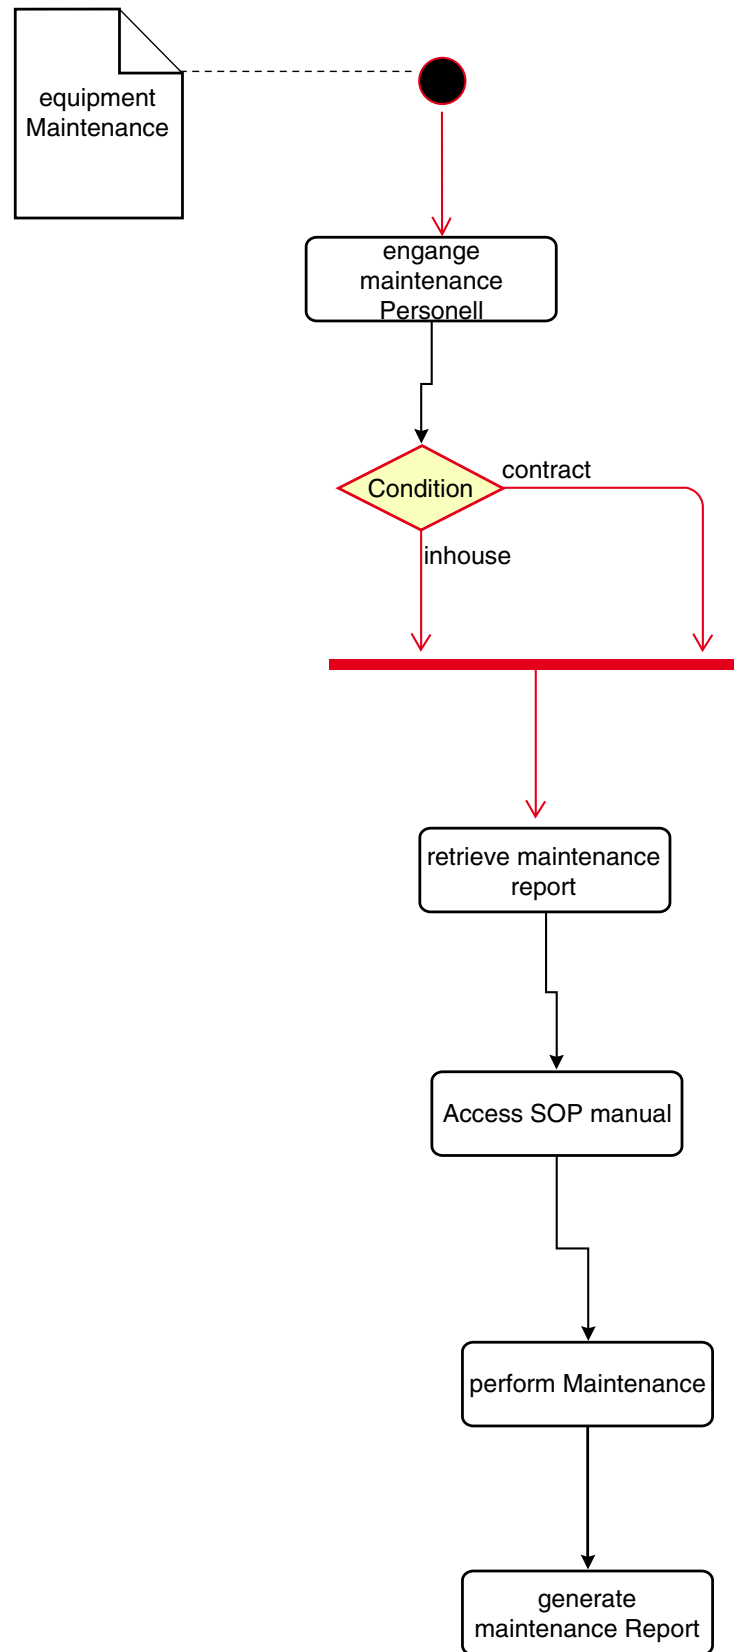 equipment
Maintenance
engange
maintenance
Personell
Condition
contract
inhouse
retrieve maintenance
report
Access SOP manual
perform Maintenance
generate
maintenance Report